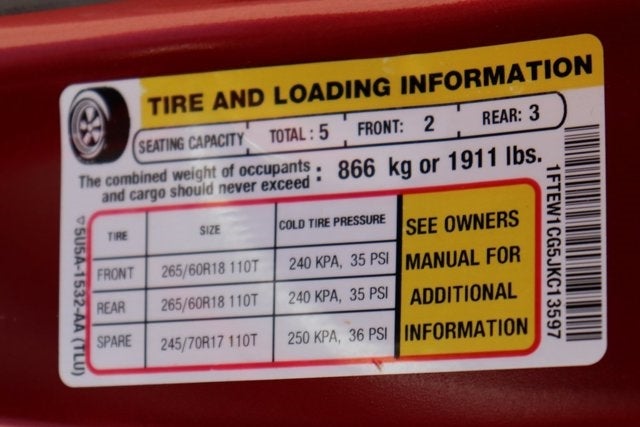 TIRE AND LOADING INFORMATION
SEATING CAPACITY TOTAL : 5 FRONT: 2 REAR: 3
The combined weight of occupants and cargo should never exceed : 866 kg or 1911 lbs.
TIRE SIZE COLD TIRE PRESSURE
FRONT 265/60R18 110T 240 KPA, 35 PSI
REAR 265/60R18 110T 240 KPA, 35 PSI
SPARE 245/70R17 110T 250 KPA, 36 PSI
SEE OWNERS
MANUAL FOR
ADDITIONAL
INFORMATION
▽5U5A-1532-AA (TLU)
1FTEW1CG5JKC13597